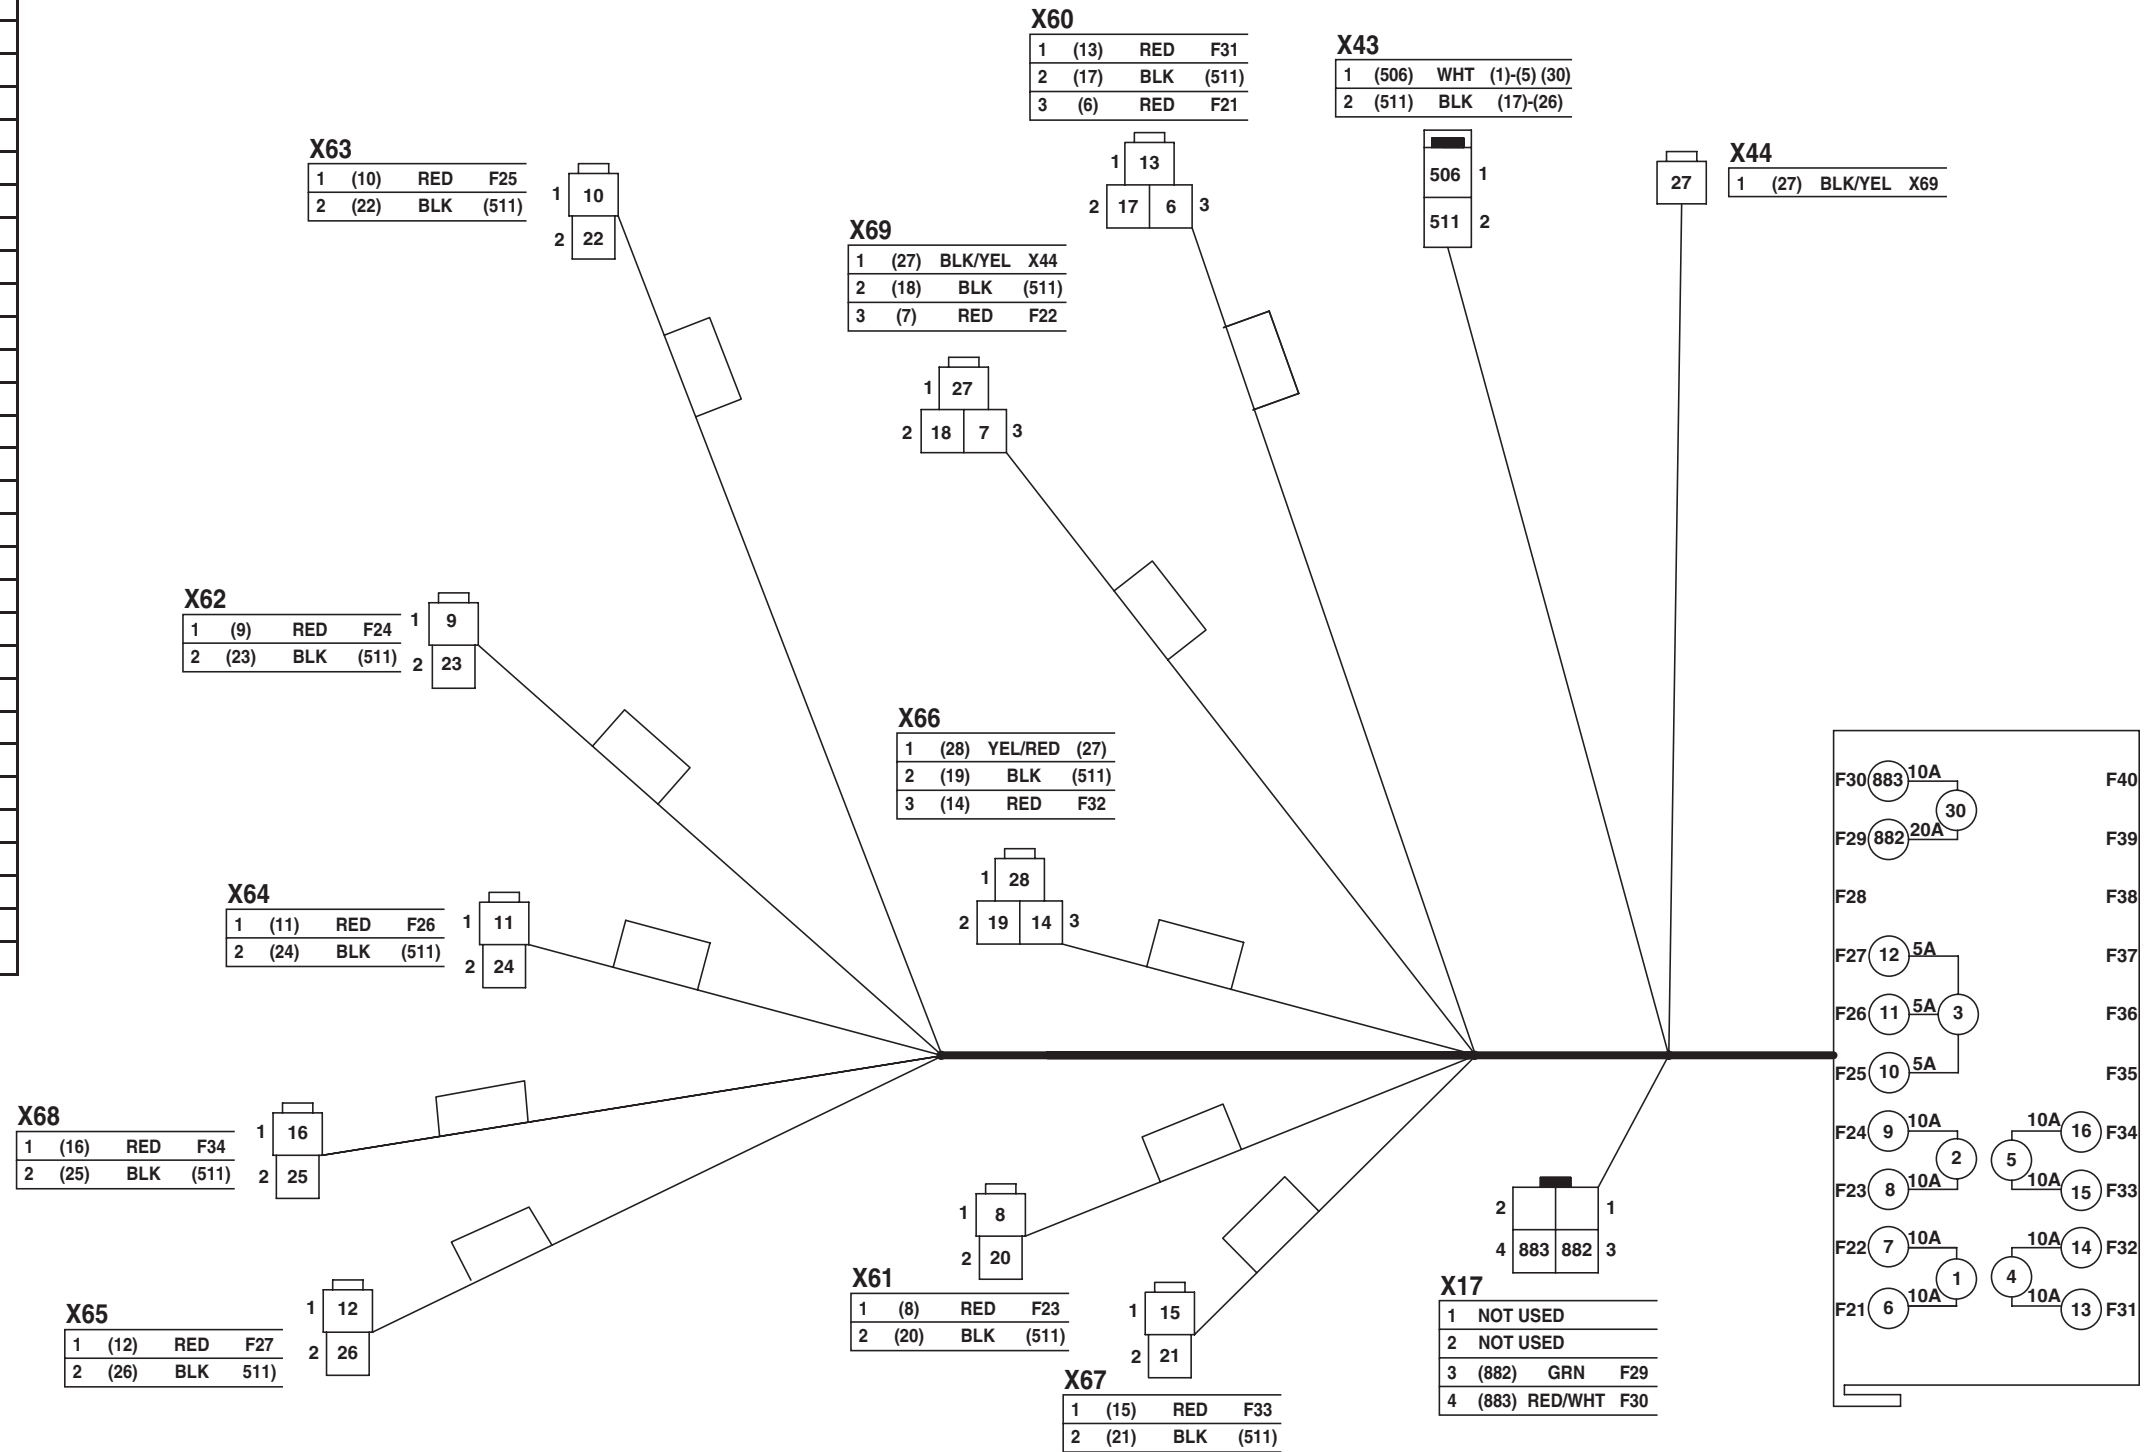 X60
1 (13) RED F31
2 (17) BLK (511)
3 (6) RED F21
1 13
2 17 6 3
X43
1 (506) WHT (1)-(5) (30)
2 (511) BLK (17)-(26)
506 1
511 2
X44
1 (27) BLK/YEL X69
27
X63
1 (10) RED F25
2 (22) BLK (511)
1 10
2 22
X69
1 (27) BLK/YEL X44
2 (18) BLK (511)
3 (7) RED F22
1 27
2 18 7 3
X62
1 (9) RED F24
2 (23) BLK (511)
1 9
2 23
X66
1 (28) YEL/RED (27)
2 (19) BLK (511)
3 (14) RED F32
1 28
2 19 14 3
X64
1 (11) RED F26
2 (24) BLK (511)
1 11
2 24
X68
1 (16) RED F34
2 (25) BLK (511)
1 16
2 25
X65
1 (12) RED F27
2 (26) BLK 511)
1 12
2 26
1 8
2 20
X61
1 (8) RED F23
2 (20) BLK (511)
1 15
2 21
X67
1 (15) RED F33
2 (21) BLK (511)
2 1
4 883 882 3
X17
1 NOT USED
2 NOT USED
3 (882) GRN F29
4 (883) RED/WHT F30
F30 883 10A F40
30
F29 882 20A F39
F28 F38
F27 12 5A F37
F26 11 5A 3 F36
F25 10 5A F35
F24 9 10A 10A 16 F34
2 5
F23 8 10A 10A 15 F33
F22 7 10A 10A 14 F32
1 4
F21 6 10A 10A 13 F31